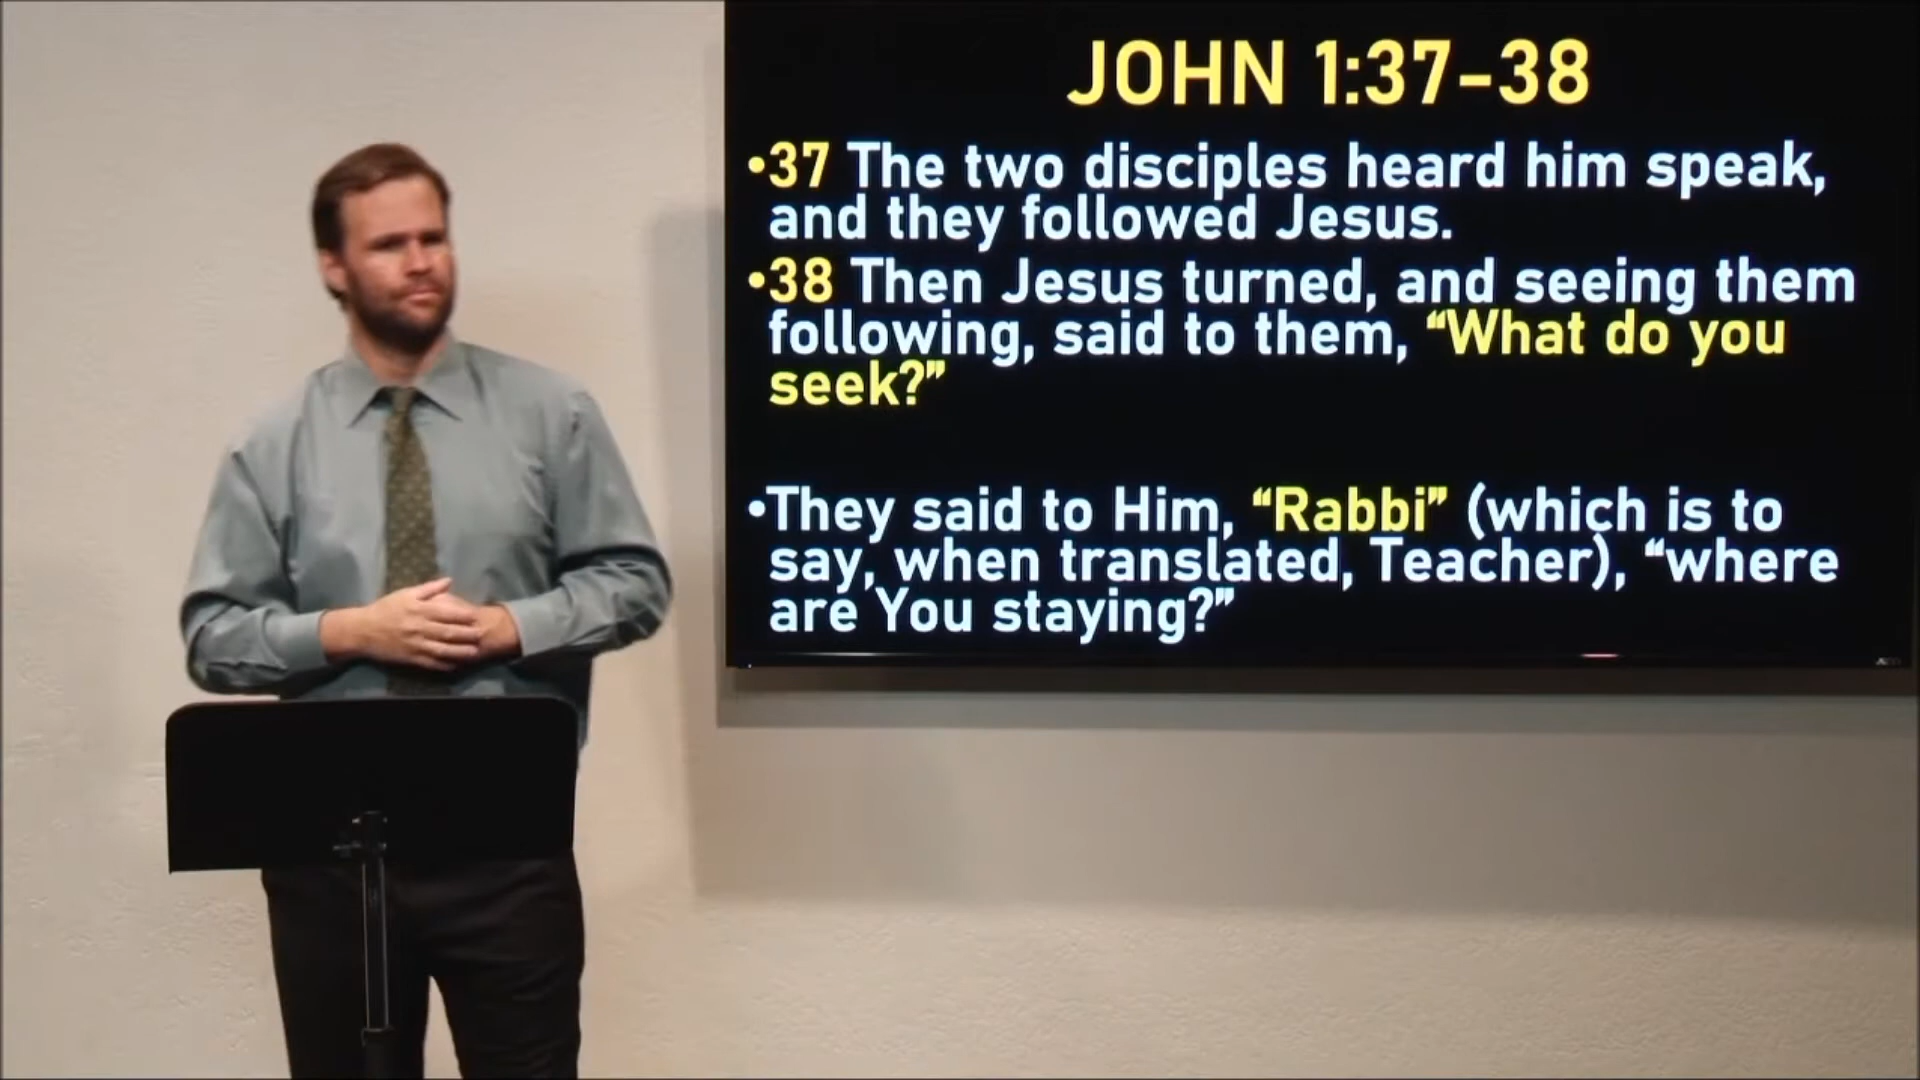 JOHN 1:37-38
•37 The two disciples heard him speak,
and they followed Jesus.
•38 Then Jesus turned, and seeing them
following, said to them, “What do you
seek?”
•They said to Him, “Rabbi” (which is to
say, when translated, Teacher), “where
are You staying?”